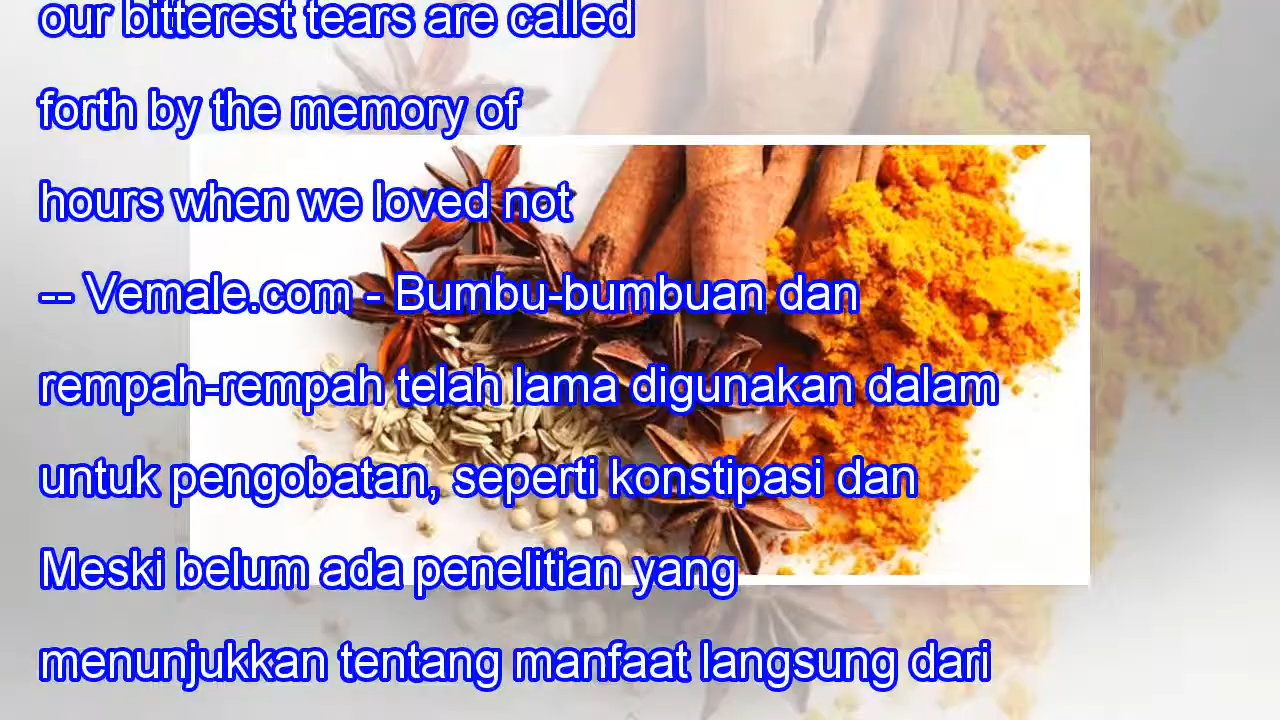 our bitterest tears are called
forth by the memory of
hours when we loved not
-- Vemale.com - Bumbu-bumbuan dan
rempah-rempah telah lama digunakan dalam
untuk pengobatan, seperti konstipasi dan
Meski belum ada penelitian yang
menunjukkan tentang manfaat langsung dari